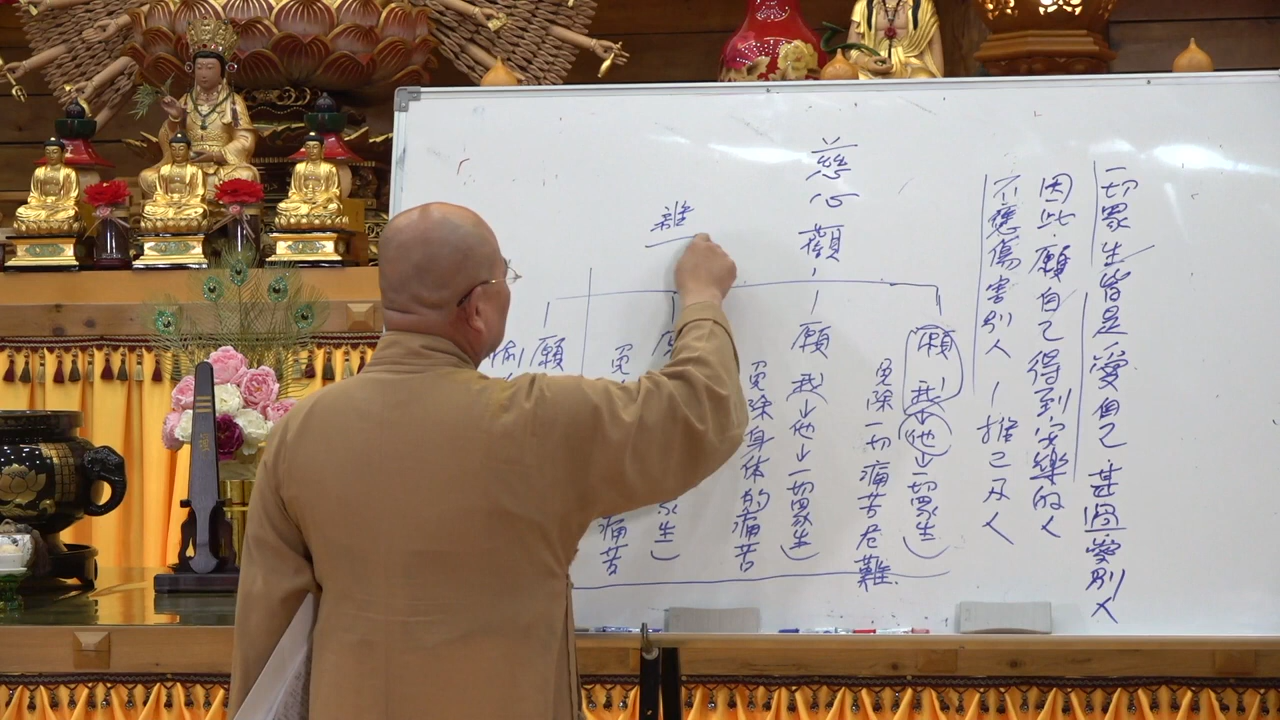 一切眾生皆是愛自己甚過愛別人
因此,願自己得到安樂的人
不應傷害別人－推己及人
慈心觀
離
願我(他)(一切眾生)
免除一切痛苦危難.
願我(他)(一切眾生)
免除身体的痛苦
眾生)
免
痛苦
願